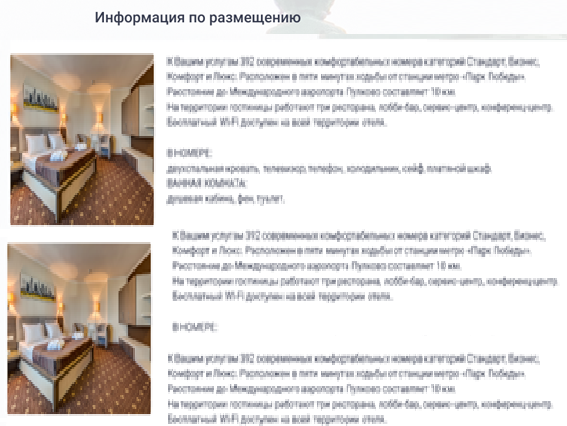 Информация по размещению
К Вашим услугам 392 современных комфортабельных номера категорий Стандарт, Бизнес,
Комфорт и Люкс. Расположен в пяти минутах ходьбы от станции метро «Парк Победы».
Расстояние до Международного аэропорта Пулково составляет 10 км.
На территории гостиницы работают три ресторана, лобби-бар, сервис-центр, конференц-центр.
Бесплатный Wi-Fi доступен на всей территории отеля.
В НОМЕРЕ:
двухспальная кровать, телевизор, телефон, холодильник, сейф, платяной шкаф.
ВАННАЯ КОМНАТА:
душевая кабина, фен, туалет.
К Вашим услугам 392 современных комфортабельных номера категорий Стандарт, Бизнес,
Комфорт и Люкс. Расположен в пяти минутах ходьбы от станции метро «Парк Победы».
Расстояние до Международного аэропорта Пулково составляет 10 км.
На территории гостиницы работают три ресторана, лобби-бар, сервис-центр, конференц-центр.
Бесплатный Wi-Fi доступен на всей территории отеля.
В НОМЕРЕ:
К Вашим услугам 392 современных комфортабельных номера категорий Стандарт, Бизнес,
Комфорт и Люкс. Расположен в пяти минутах ходьбы от станции метро «Парк Победы».
Расстояние до Международного аэропорта Пулково составляет 10 км.
На территории гостиницы работают три ресторана, лобби-бар, сервис-центр, конференц-центр.
Бесплатный Wi-Fi доступен на всей территории отеля.